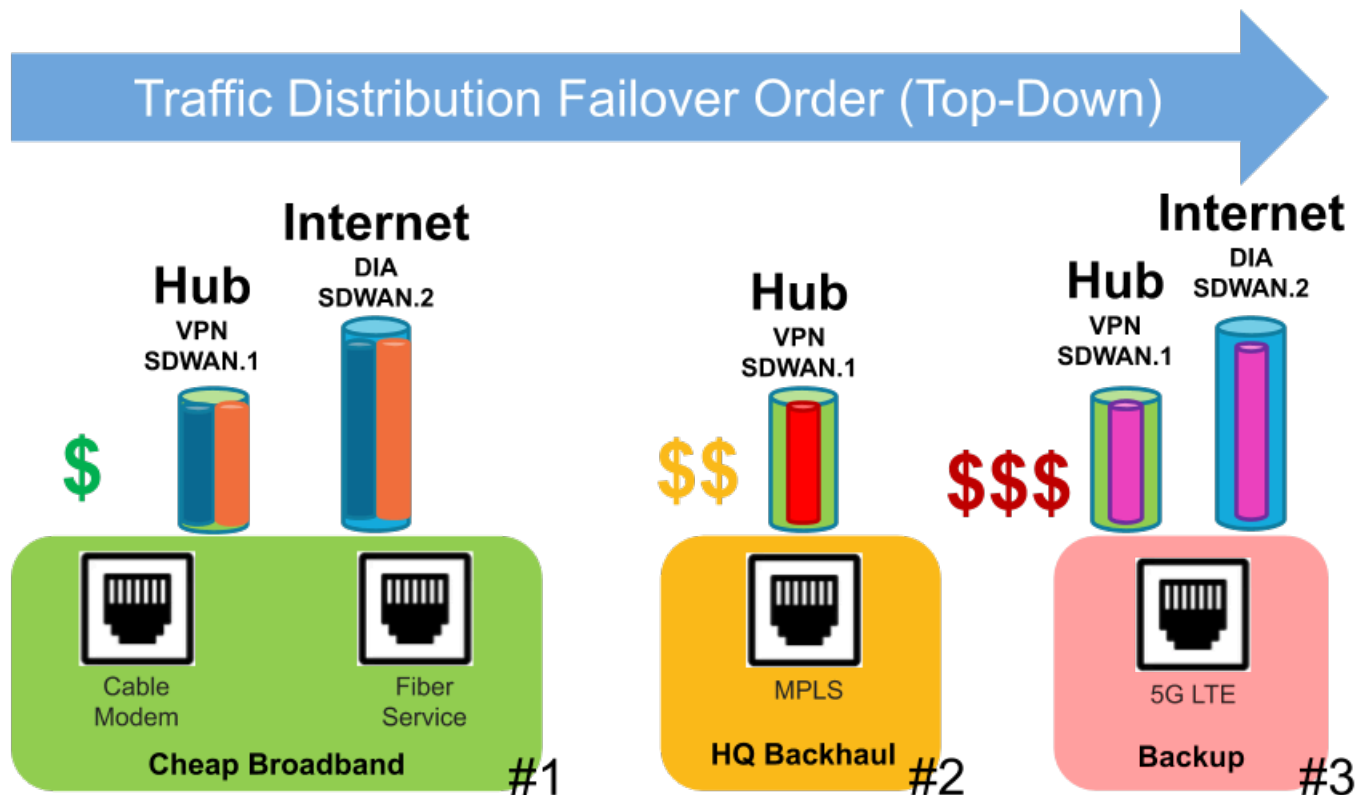 Traffic Distribution Failover Order (Top-Down)
Internet
DIA
SDWAN.2
Hub
VPN
SDWAN.1
$
Cable
Modem
Fiber
Service
Cheap Broadband
#1
Hub
VPN
SDWAN.1
$$
MPLS
HQ Backhaul
#2
Internet
DIA
SDWAN.2
Hub
VPN
SDWAN.1
$$$
5G LTE
Backup
#3